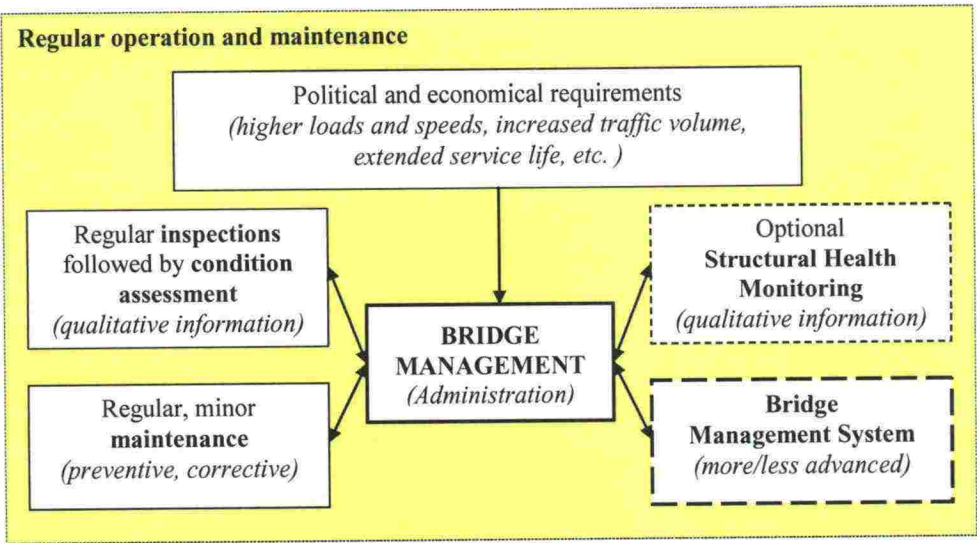 Regular operation and maintenance
Political and economical requirements
(higher loads and speeds, increased traffic volume,
extended service life, etc. )
Regular inspections
followed by condition
assessment
(qualitative information)
Optional
Structural Health
Monitoring
(qualitative information)
BRIDGE
MANAGEMENT
(Administration)
Regular, minor
maintenance
(preventive, corrective)
Bridge
Management System
(more/less advanced)